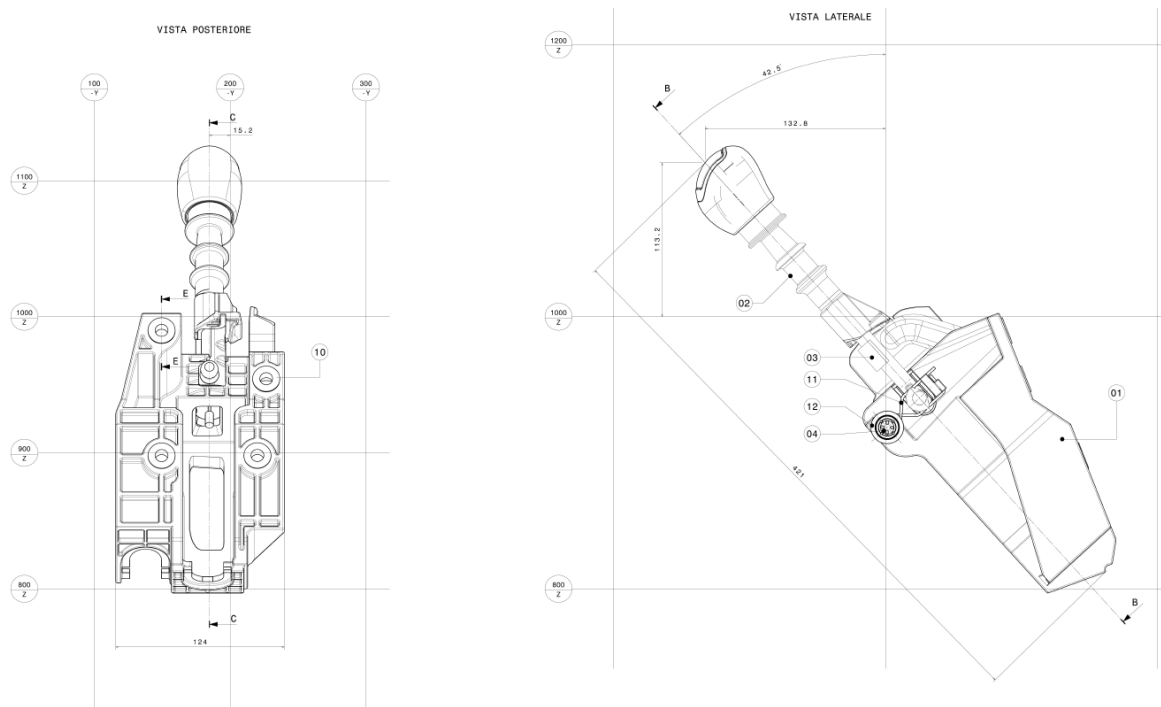 VISTA POSTERIORE
VISTA LATERALE
1200
Z
100
-Y
200
-Y
300
-Y
42.5
B
C
15.2
132.8
1100
Z
113.2
E
02
1000
Z
1000
Z
10
03
E
11
01
12
04
900
Z
421
800
Z
800
Z
B
C
124